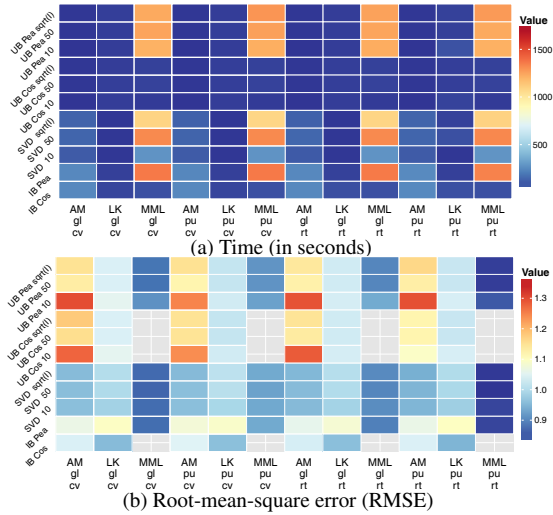 Value
UB Pea sqrt(t)
UB Pea 50
UB Pea 10
UB Cos sqrt(t)
UB Cos 50
UB Cos 10
SVD sqrt(t)
SVD 50
SVD 10
IB Pea
IB Cos
1500
1000
500
AM LK MML AM LK MML AM LK MML AM LK MML
gl gl gl pu pu pu gl gl gl pu pu pu
cv cv cv cv cv cv rt rt rt rt rt rt
(a) Time (in seconds)
Value
UB Pea sqrt(t)
UB Pea 50
UB Pea 10
UB Cos sqrt(t)
UB Cos 50
UB Cos 10
SVD sqrt(t)
SVD 50
SVD 10
IB Pea
IB Cos
1.3
1.2
1.1
1.0
0.9
AM LK MML AM LK MML AM LK MML AM LK MML
gl gl gl pu pu pu gl gl gl pu pu pu
cv cv cv cv cv cv rt rt rt rt rt rt
(b) Root-mean-square error (RMSE)